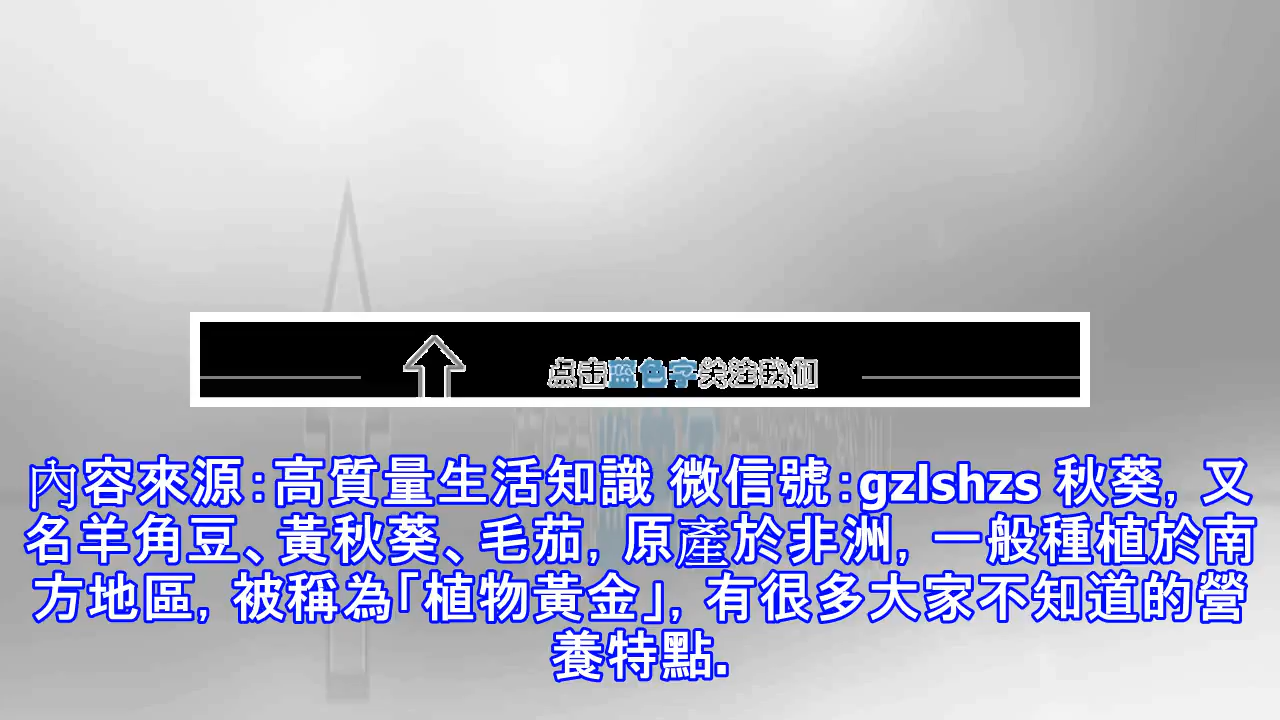 点击蓝色字关注我们
內容來源:高質量生活知識 微信號:gzlshzs 秋葵, 又
名羊角豆、黃秋葵、毛茄, 原產於非洲, 一般種植於南
方地區, 被稱為「植物黃金」, 有很多大家不知道的營
養特點.